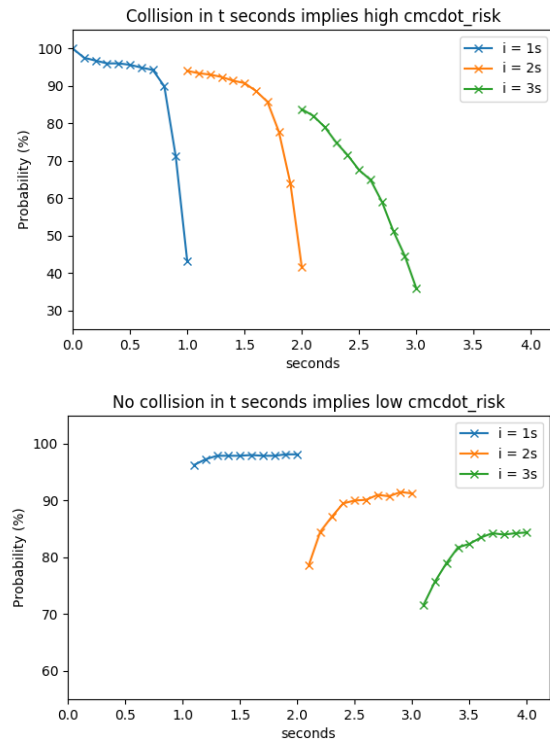 Collision in t seconds implies high cmcdot_risk
Probability (%)
100
90
80
70
60
50
40
30
i = 1s
i = 2s
i = 3s
0.0 0.5 1.0 1.5 2.0 2.5 3.0 3.5 4.0
seconds
No collision in t seconds implies low cmcdot_risk
Probability (%)
100
90
80
70
60
i = 1s
i = 2s
i = 3s
0.0 0.5 1.0 1.5 2.0 2.5 3.0 3.5 4.0
seconds